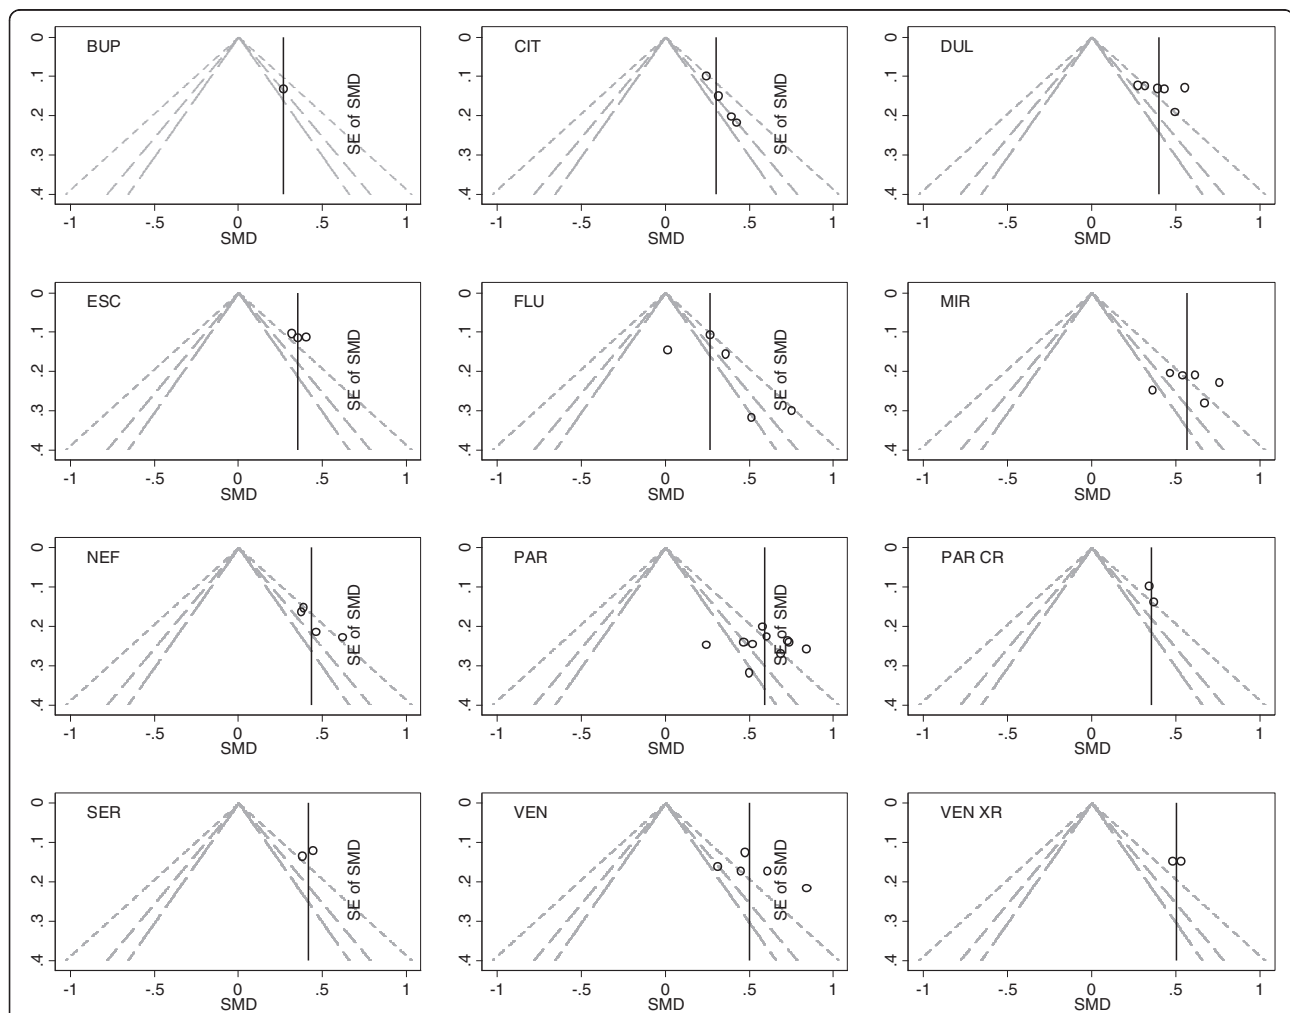 BUP
0
.1
.2
.3
.4
-1 -.5 0 .5 1
SMD
SE of SMD
CIT
0
.1
.2
.3
.4
-1 -.5 0 .5 1
SMD
SE of SMD
DUL
0
.1
.2
.3
.4
-1 -.5 0 .5 1
SMD
ESC
0
.1
.2
.3
.4
-1 -.5 0 .5 1
SMD
SE of SMD
FLU
0
.1
.2
.3
.4
-1 -.5 0 .5 1
SMD
SE of SMD
MIR
0
.1
.2
.3
.4
-1 -.5 0 .5 1
SMD
NEF
0
.1
.2
.3
.4
-1 -.5 0 .5 1
SMD
SE of SMD
PAR
0
.1
.2
.3
.4
-1 -.5 0 .5 1
SMD
SE of SMD
PAR CR
0
.1
.2
.3
.4
-1 -.5 0 .5 1
SMD
SER
0
.1
.2
.3
.4
-1 -.5 0 .5 1
SMD
SE of SMD
VEN
0
.1
.2
.3
.4
-1 -.5 0 .5 1
SMD
SE of SMD
VEN XR
0
.1
.2
.3
.4
-1 -.5 0 .5 1
SMD